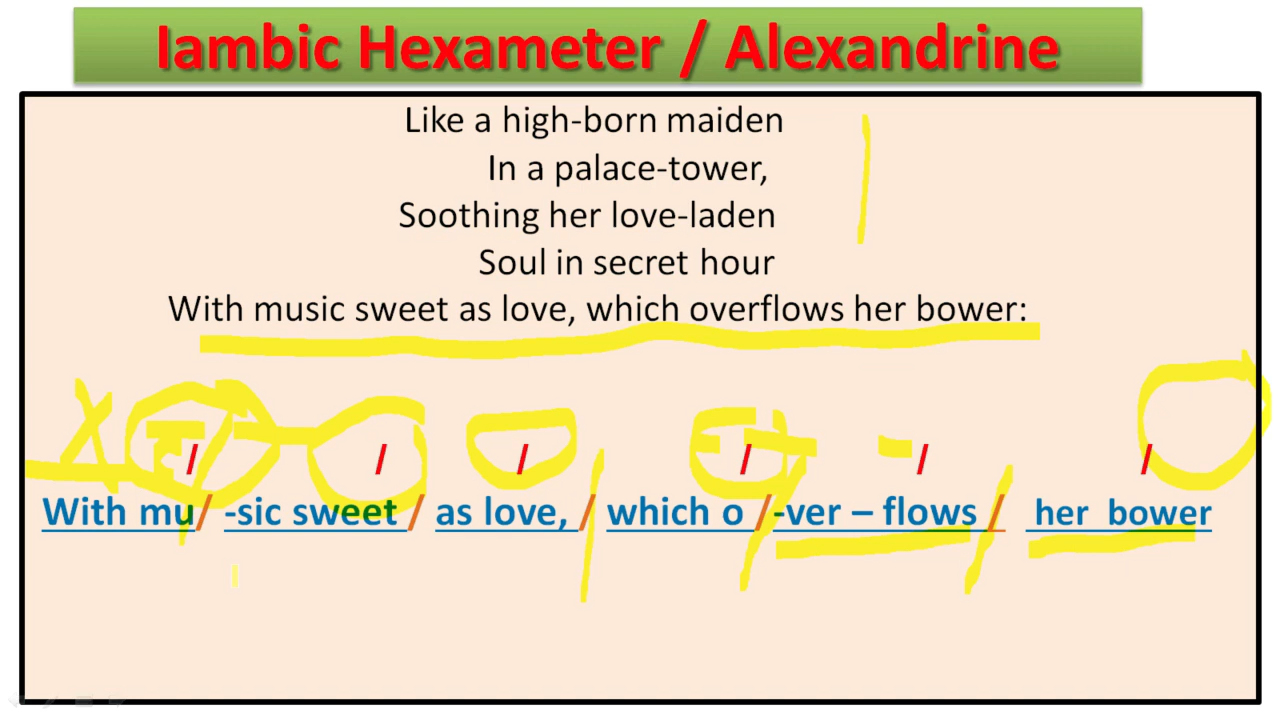 Iambic Hexameter / Alexandrine
Like a high-born maiden
In a palace-tower,
Soothing her love-laden
Soul in secret hour
With music sweet as love, which overflows her bower:
/ / / / / /
With mu/ -sic sweet / as love, / which o /-ver – flows / her bower